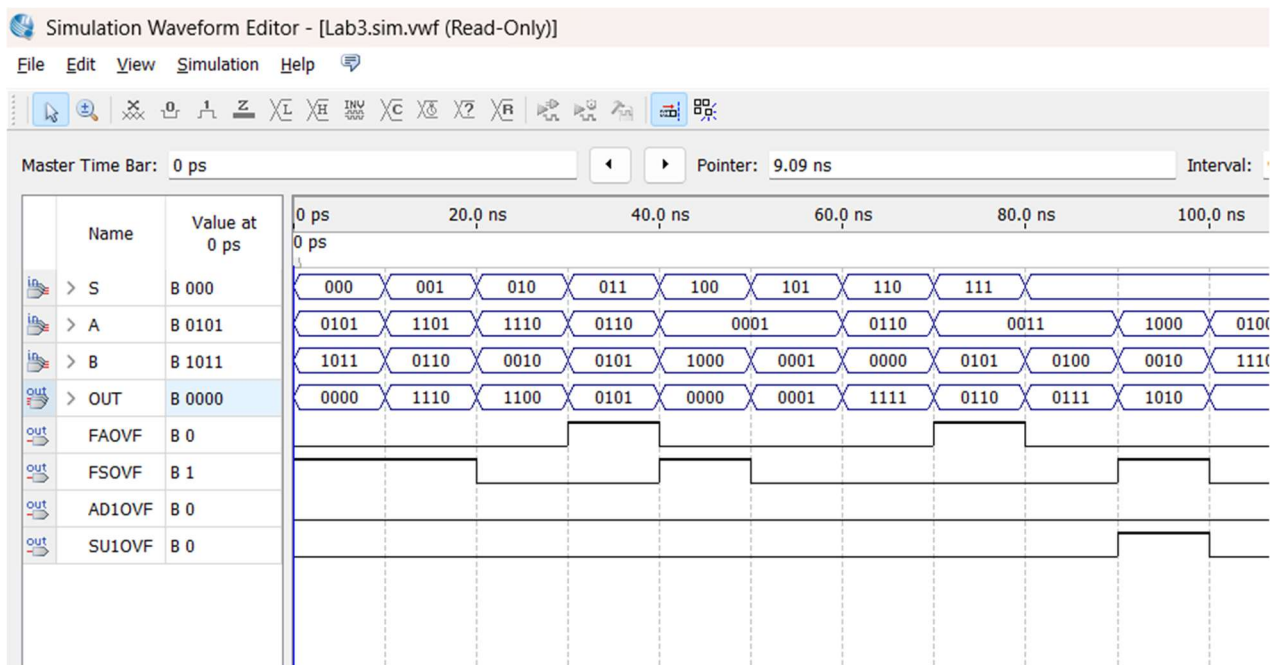 Simulation Waveform Editor - [Lab3.sim.vwf (Read-Only)]
File Edit View Simulation Help
Master Time Bar: 0 ps Pointer: 9.09 ns Interval:
Name Value at 0 ps 0 ps 20.0 ns 40.0 ns 60.0 ns 80.0 ns 100.0 ns
0 ps
S B 000 000 001 010 011 100 101 110 111
A B 0101 0101 1101 1110 0110 0001 0110 0011 1000 0100
B B 1011 1011 0110 0010 0101 1000 0001 0000 0101 0100 0010 1110
OUT B 0000 0000 1110 1100 0101 0000 0001 1111 0110 0111 1010
FAOVF B 0
FSOVF B 1
AD1OVF B 0
SU1OVF B 0